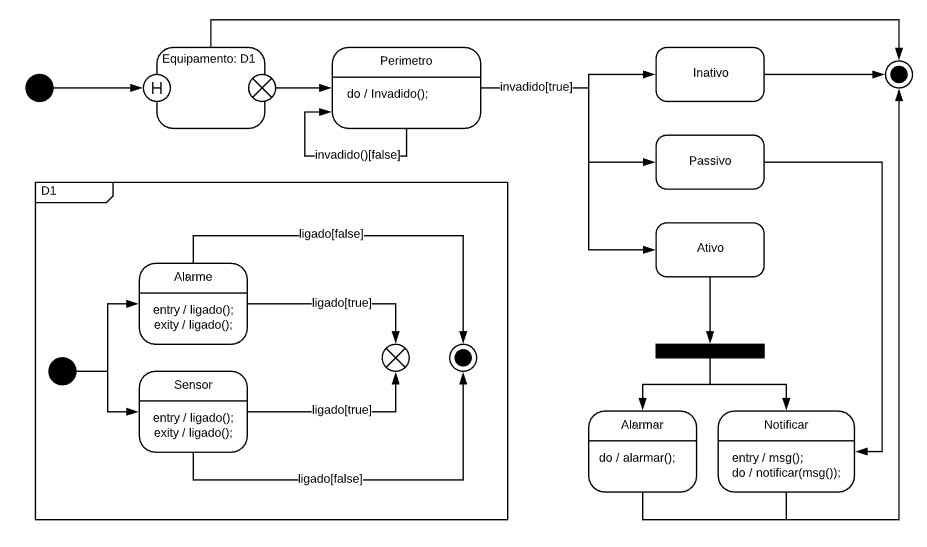 Equipamento: D1
H
Perimetro
do / Invadido();
invadido()[false]
invadido[true]
Inativo
Passivo
Ativo
D1
ligado[false]
Alarme
entry / ligado();
exity / ligado();
ligado[true]
Sensor
entry / ligado();
exity / ligado();
ligado[true]
ligado[false]
Alarmar
do / alarmar();
Notificar
entry / msg();
do / notificar(msg());